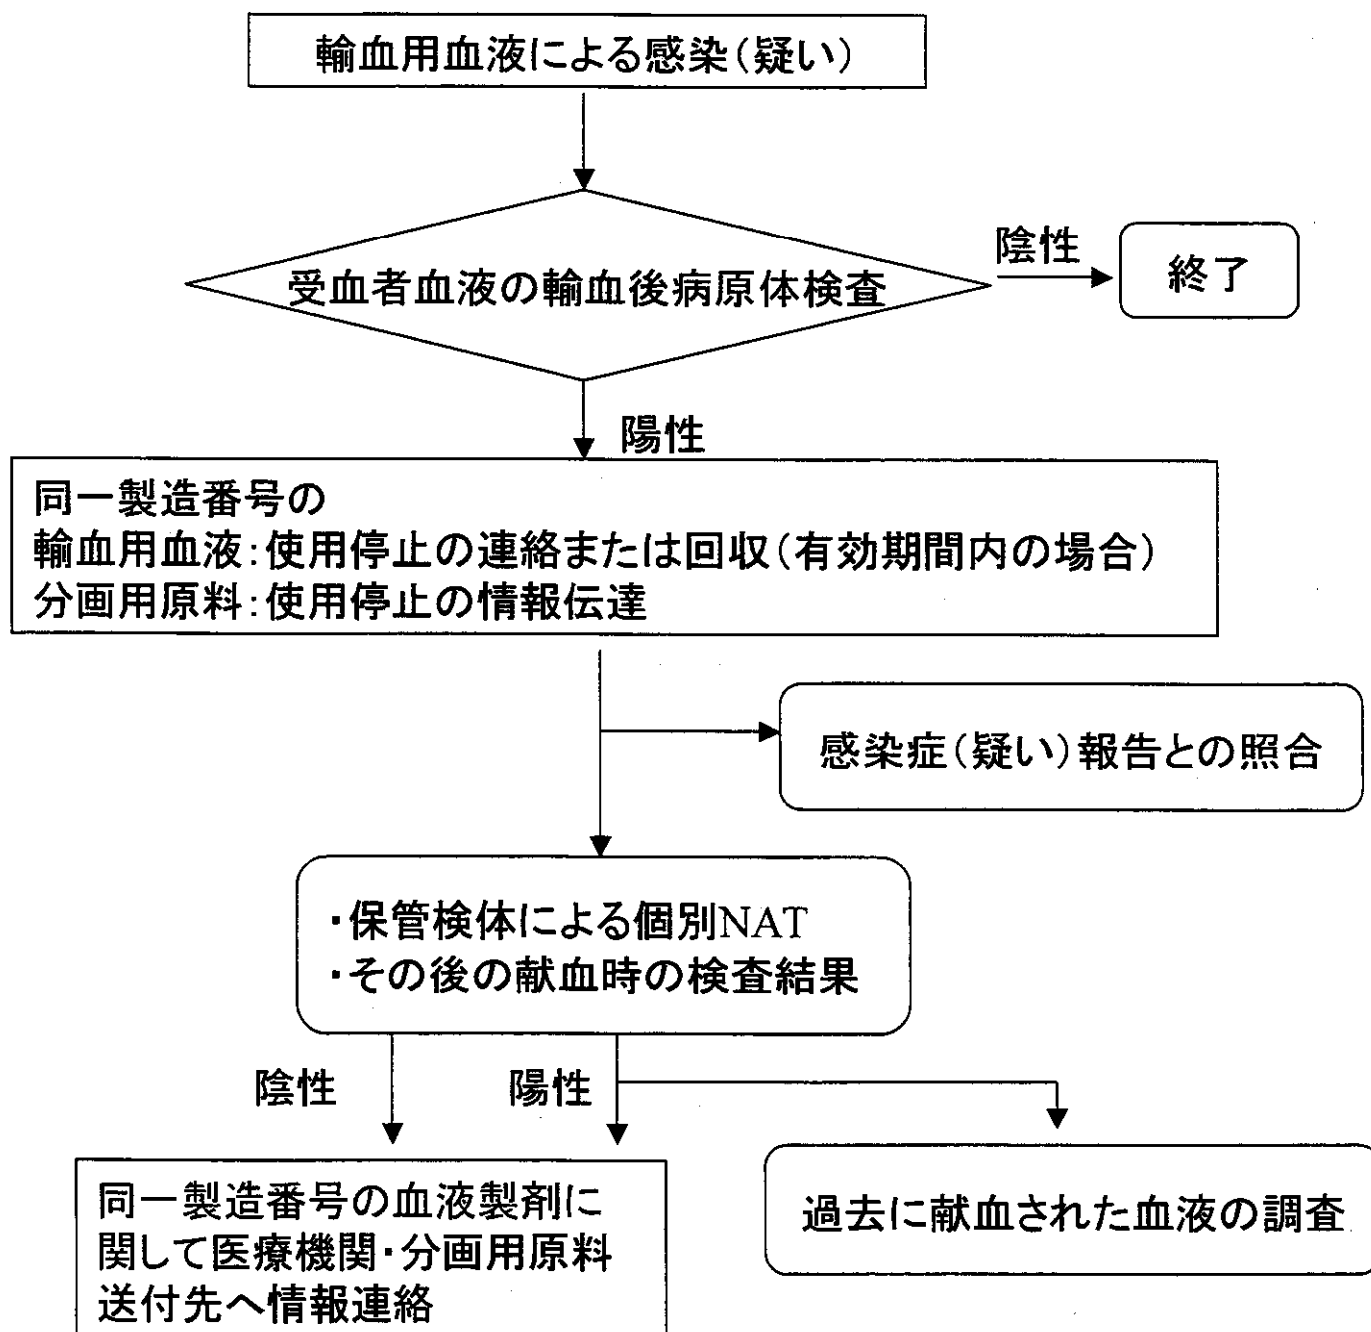 輸血用血液による感染(疑い)
受血者血液の輸血後病原体検査
陰性
終了
陽性
同一製造番号の
輸血用血液:使用停止の連絡または回収(有効期間内の場合)
分画用原料:使用停止の情報伝達
感染症(疑い)報告との照合
・保管検体による個別NAT
・その後の献血時の検査結果
陰性
陽性
同一製造番号の血液製剤に
関して医療機関・分画用原料
送付先へ情報連絡
過去に献血された血液の調査